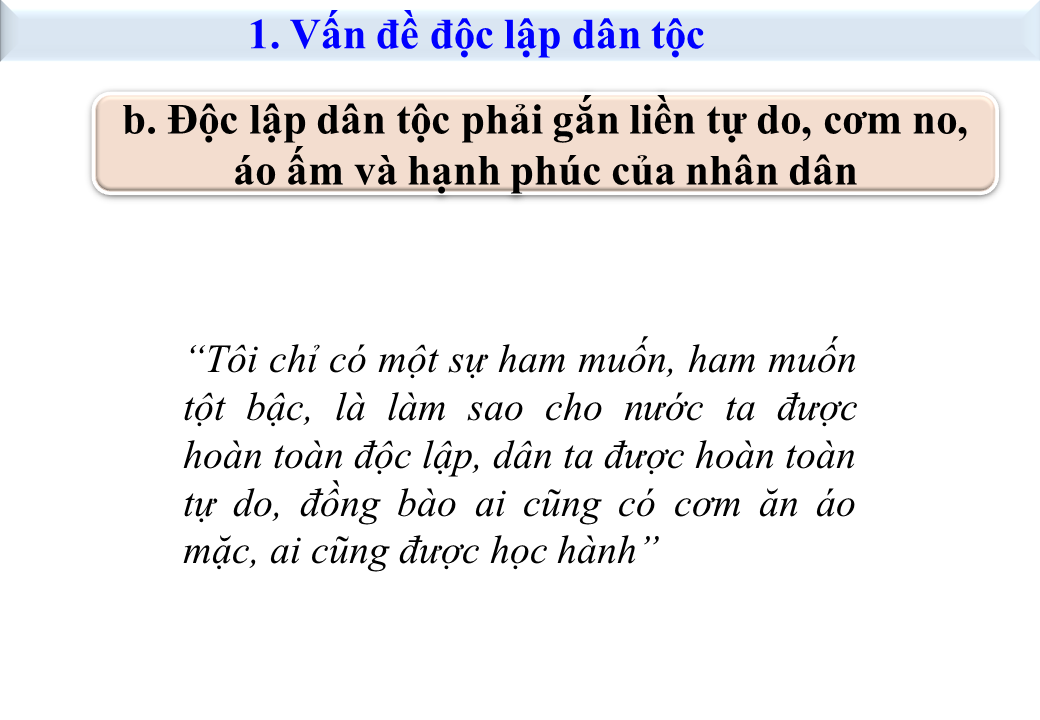 1. Vấn đề độc lập dân tộc
b. Độc lập dân tộc phải gắn liền tự do, cơm no,
áo ấm và hạnh phúc của nhân dân
“Tôi chỉ có một sự ham muốn, ham muốn
tột bậc, là làm sao cho nước ta được
hoàn toàn độc lập, dân ta được hoàn toàn
tự do, đồng bào ai cũng có cơm ăn áo
mặc, ai cũng được học hành”